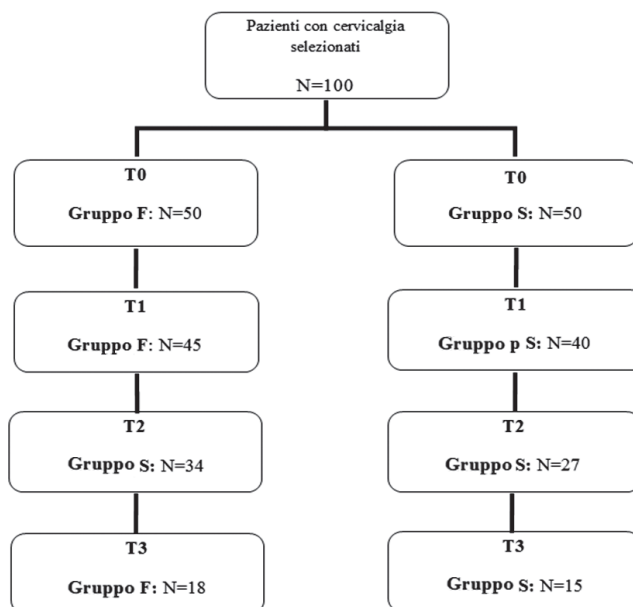 Pazienti con cervicalgia
selezionati
N=100
T0
Gruppo F: N=50
T0
Gruppo S: N=50
T1
Gruppo F: N=45
T1
Gruppo p S: N=40
T2
Gruppo S: N=34
T2
Gruppo S: N=27
T3
Gruppo F: N=18
T3
Gruppo S: N=15